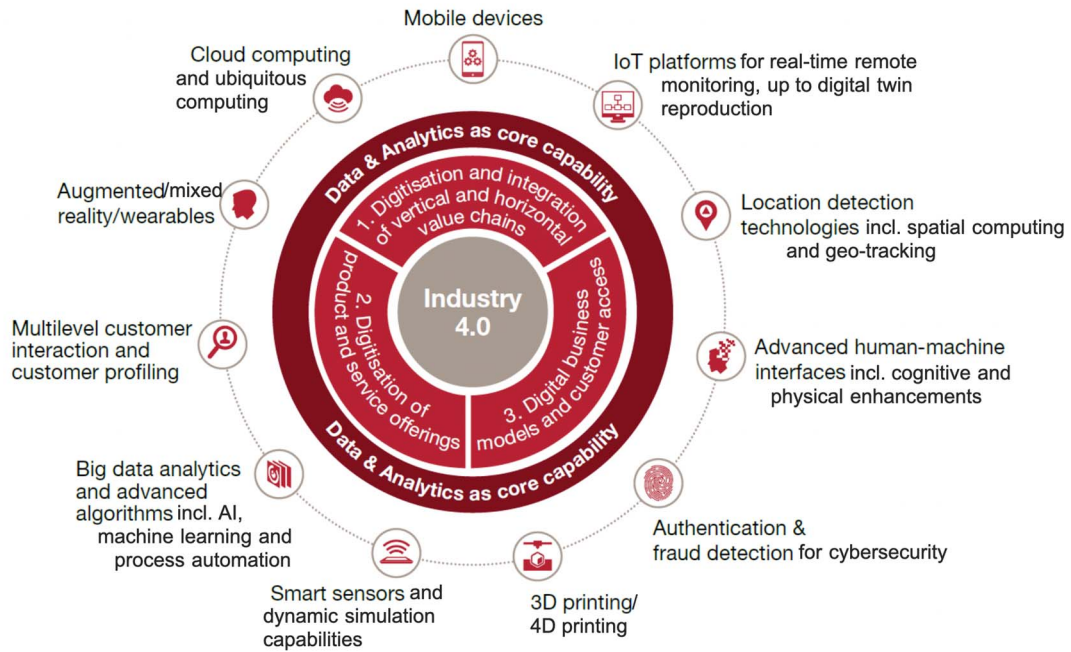 Mobile devices
Cloud computing
and ubiquitous
computing
IoT platforms for real-time remote
monitoring, up to digital twin
reproduction
Augmented/mixed
reality/wearables
Location detection
technologies incl. spatial computing
and geo-tracking
Data & Analytics as core capability
1. Digitisation and integration
of vertical and horizontal
value chains
Industry
4.0
2. Digitisation of
product and service offerings
3. Digital business
models and customer access
Data & Analytics as core capability
Multilevel customer
interaction and
customer profiling
Advanced human-machine
interfaces incl. cognitive and
physical enhancements
Big data analytics
and advanced
algorithms incl. AI,
machine learning and
process automation
Authentication &
fraud detection for cybersecurity
Smart sensors and
dynamic simulation
capabilities
3D printing/
4D printing